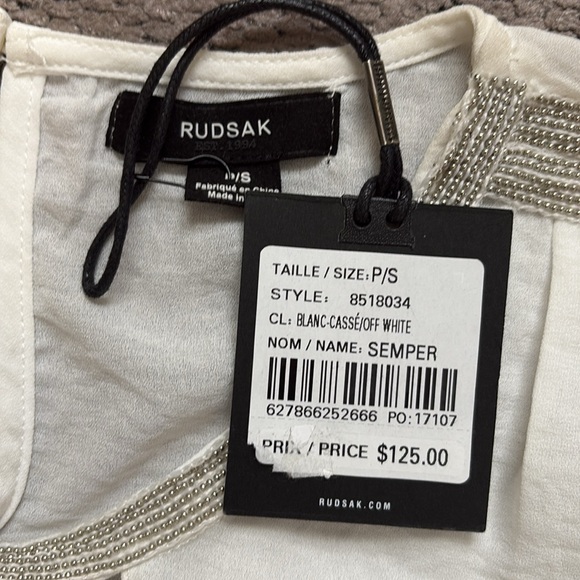 RUDSAK
EST. 1994
P/S
Fabriqué en Chine
Made in
TAILLE / SIZE: P/S
STYLE: 8518034
CL: BLANC-CASSÉ/OFF WHITE
NOM / NAME: SEMPER
627866252666 PO: 17107
PRIX / PRICE $125.00
RUDSAK.COM